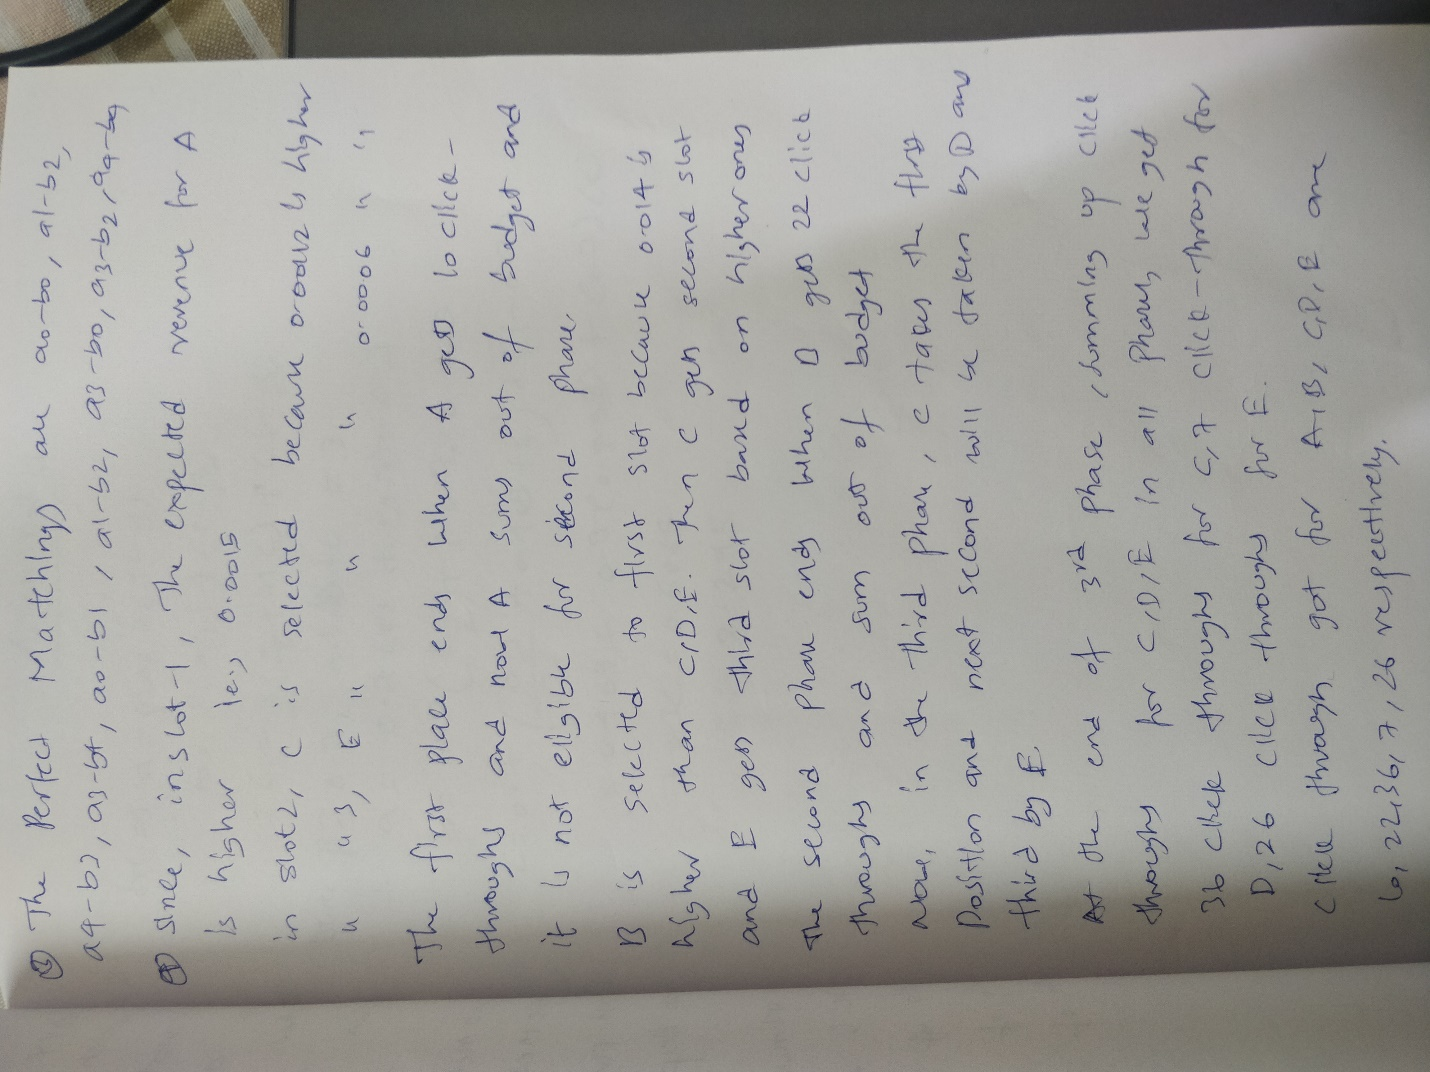 ③ The Perfect Matchings are a0-b0, a1-b2,
a4-b2, a3-b4, a0-b1, a1-b2, a3-b0, a3-b2, a4-b4
④ Since, in slot-1, The expected revenue for A
is higher ie., 0.0015
in slot 2, C is selected because 0.0012 is higher
" " 3, E " " " 0.0006 " "
The first phase ends when A gets 10 click-
throughs and now A runs out of budget and
it is not eligible for second phase.
B is selected to first slot because 0.014 is
higher than C, D, E. Then C gets second slot
and E gets third slot based on higher ones
The second phase ends when B gets 22 click
throughs and runs out of budget
Now, in the third phase, C takes the first
Position and next second will be taken by D and
third by E.
At the end of 3rd phase, summing up click
throughs for C, D, E in all phases, we get
36 click throughs for C, 7 click-through for
D, 26 click throughs for E.
Click through got for A, B, C, D, E are
10, 22, 36, 7, 26 respectively.